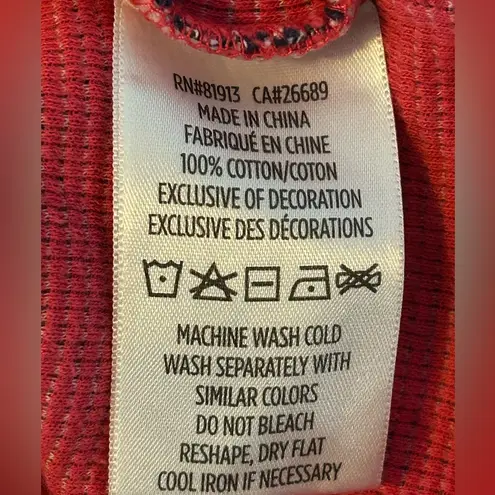 RN#81913 CA#26689
MADE IN CHINA
FABRIQUÉ EN CHINE
100% COTTON/COTON
EXCLUSIVE OF DECORATION
EXCLUSIVE DES DÉCORATIONS
MACHINE WASH COLD
WASH SEPARATELY WITH
SIMILAR COLORS
DO NOT BLEACH
RESHAPE, DRY FLAT
COOL IRON IF NECESSARY